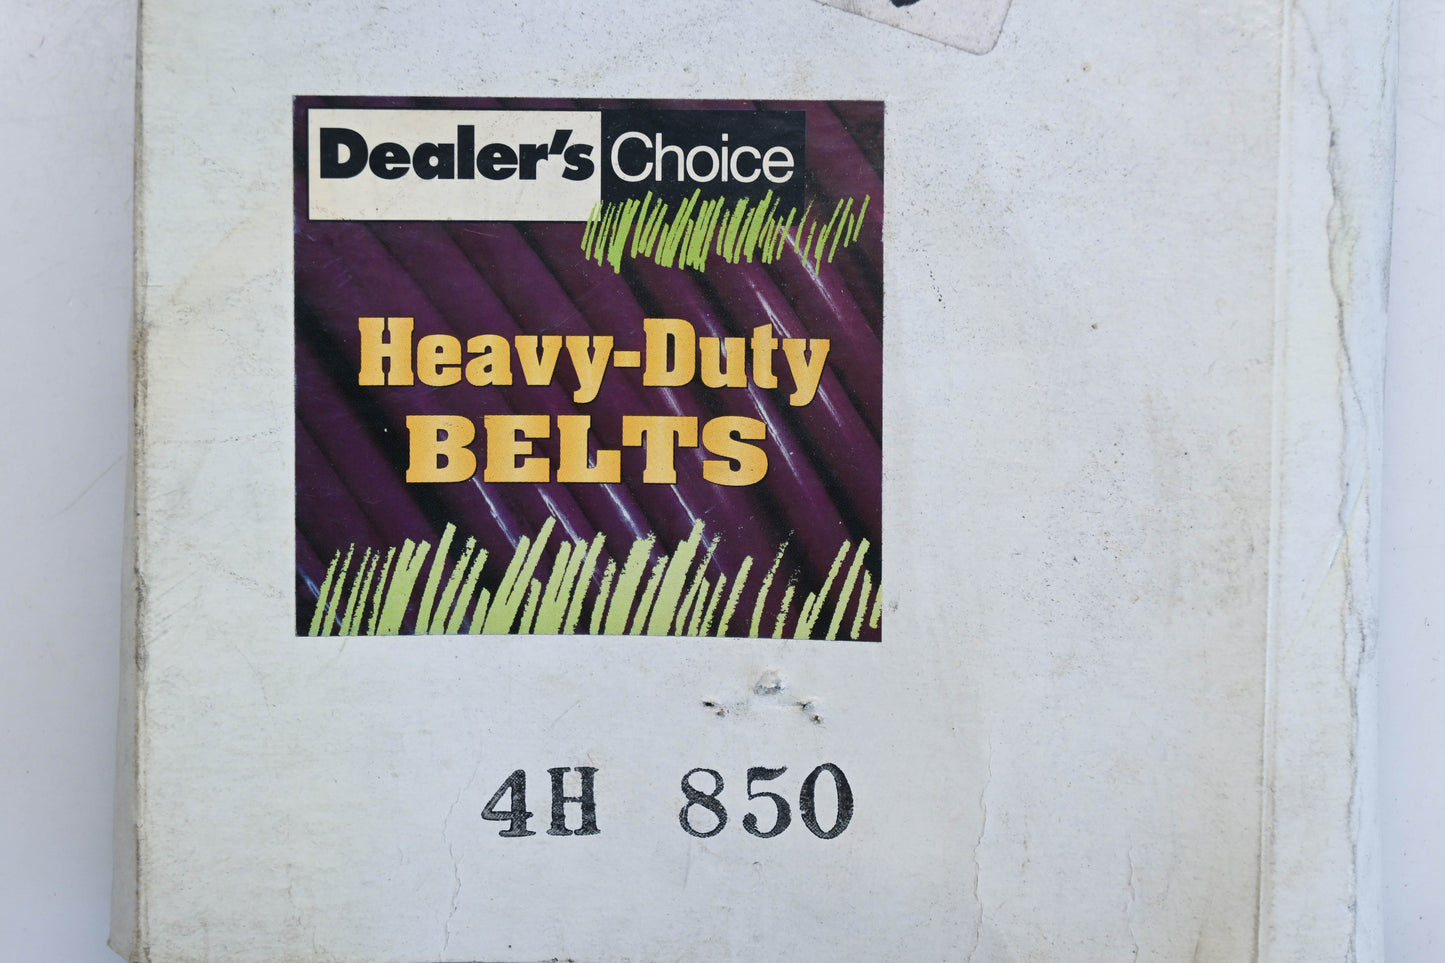 Dealer's Choice
Heavy-Duty
BELTS
4H 850